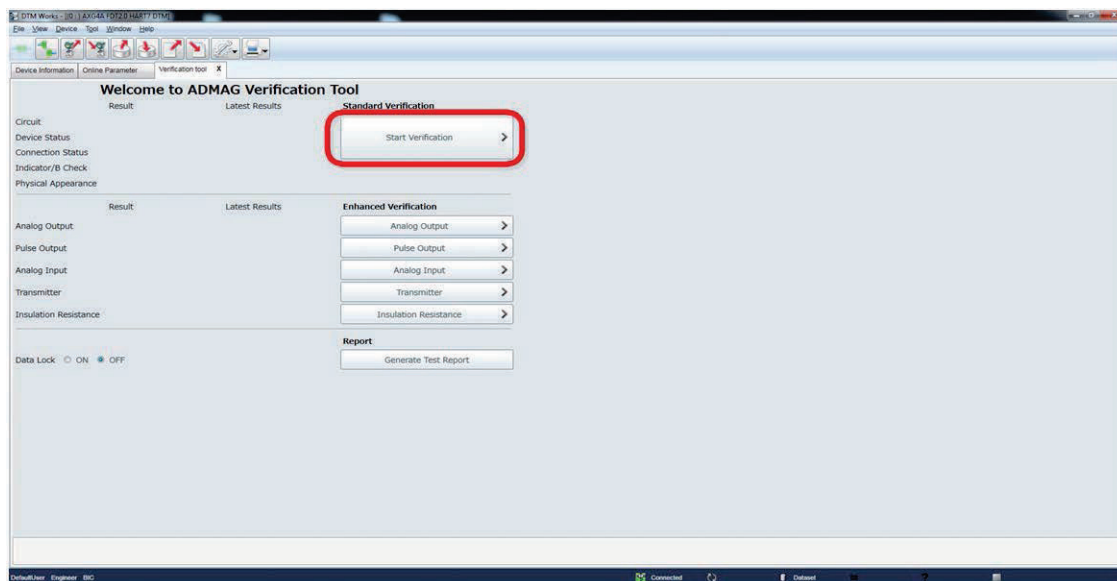 DTM Works - [(0 : ) AXG4A FDT2.0 HART7 DTM]
File View Device Tool Window Help
Device Information Online Parameter Verification tool X
Welcome to ADMAG Verification Tool
Result Latest Results Standard Verification
Circuit
Device Status Start Verification >
Connection Status
Indicator/B Check
Physical Appearance
Result Latest Results Enhanced Verification
Analog Output Analog Output >
Pulse Output Pulse Output >
Analog Input Analog Input >
Transmitter Transmitter >
Insulation Resistance Insulation Resistance >
Report
Data Lock ON OFF Generate Test Report
DefaultUser Engineer Connected Dataset ?